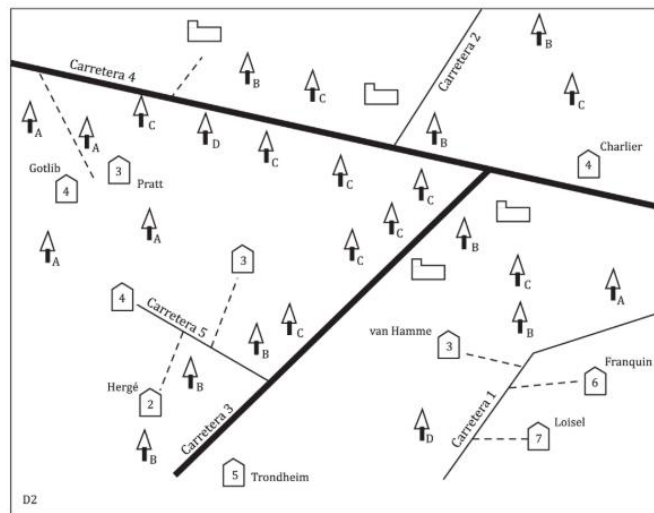 Carretera 4
Carretera 2
B
B
C
C
A
A
C
D
C
B
Charlier
4
Gotlib
4
3
Pratt
C
C
A
A
C
C
B
3
C
A
4
Carretera 5
C
B
B
van Hamme
3
Franquin
6
Hergé
2
B
Carretera 3
Carretera 1
D
Loisel
7
B
5
Trondheim
D2